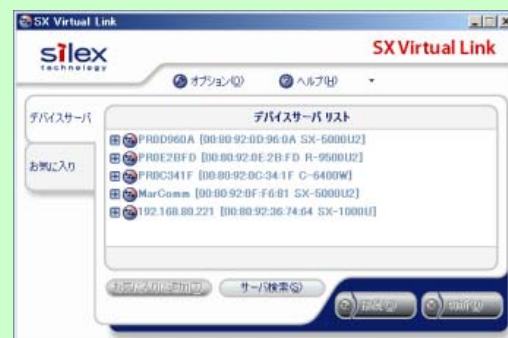 SX Virtual Link
silex
technology
SX Virtual Link
オプション(O) ヘルプ(H)
デバイスサーバ
お気に入り
デバイスサーバ リスト
PR0D960A [00:80:92:0D:96:0A SX-5000U2]
PR0E2BFD [00:80:92:0E:2B:FD R-9500U2]
PR0C341F [00:80:92:0C:34:1F C-6400W]
MarComm [00:80:92:0F:F6:81 SX-5000U2]
192.168.80.221 [00:80:92:36:74:64 SX-1000U]
サーバ検索(S)